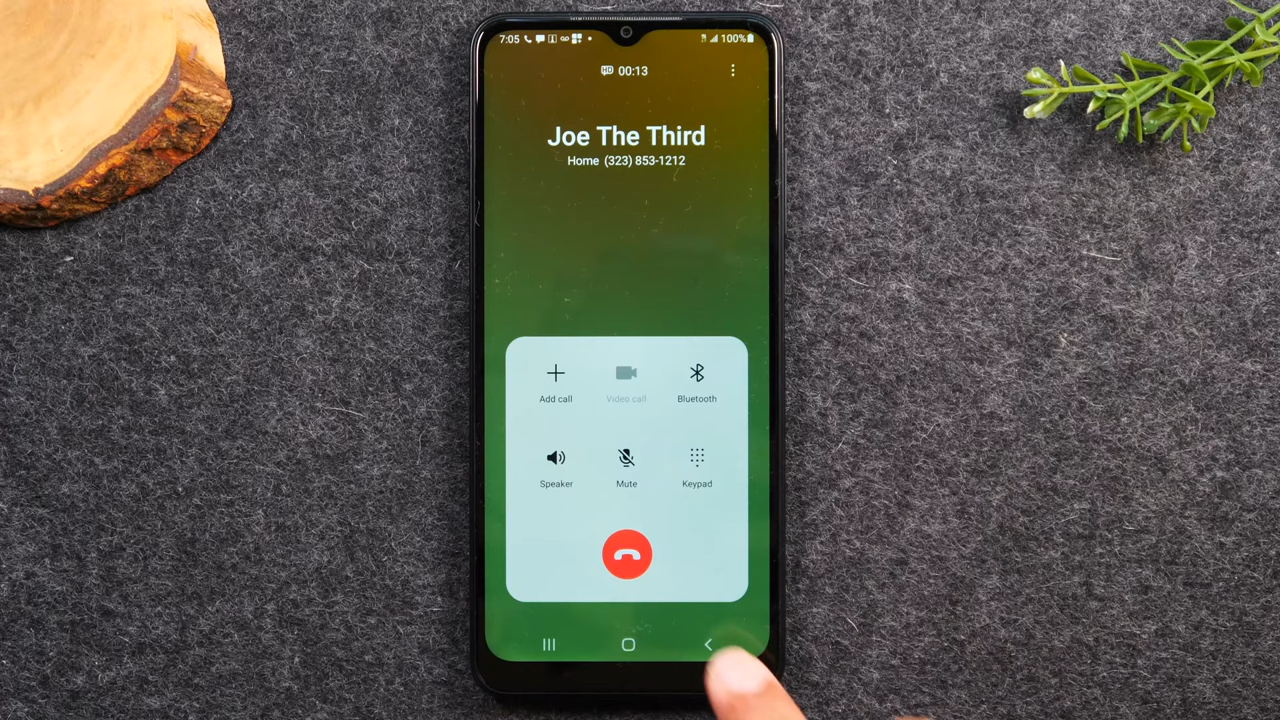 7:05 100%
HD 00:13
Joe The Third
Home (323) 853-1212
Add call Video call Bluetooth
Speaker Mute Keypad